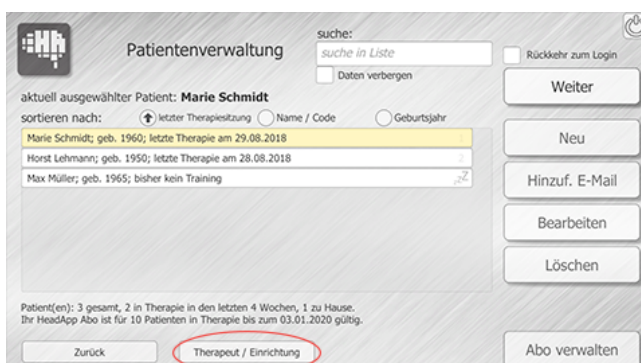 HA
Patientenverwaltung
suche:
suche in Liste
Daten verbergen
Rückkehr zum Login
Weiter
aktuell ausgewählter Patient: Marie Schmidt
sortieren nach: letzter Therapiesitzung Name / Code Geburtsjahr
Marie Schmidt; geb. 1960; letzte Therapie am 29.08.2018 1
Horst Lehmann; geb. 1950; letzte Therapie am 28.08.2018 2
Max Müller; geb. 1965; bisher kein Training zzZ
Neu
Hinzuf. E-Mail
Bearbeiten
Löschen
Patient(en): 3 gesamt, 2 in Therapie in den letzten 4 Wochen, 1 zu Hause.
Ihr HeadApp Abo ist für 10 Patienten in Therapie bis zum 03.01.2020 gültig.
Zurück
Therapeut / Einrichtung
Abo verwalten